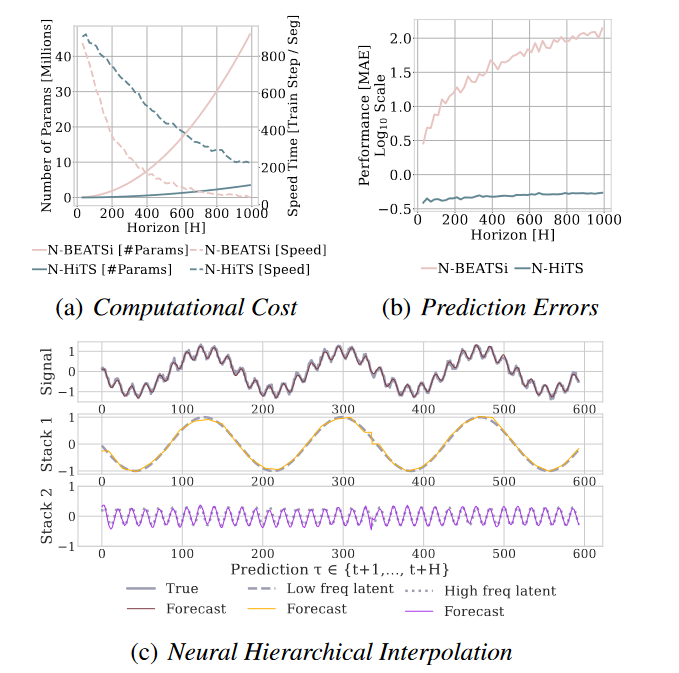 Number of Params [Millions]
40
30
20
10
0
Speed Time [Train Step / Seg]
800
600
400
200
0
0 200 400 600 800 1000
Horizon [H]
N-BEATSi [#Params] N-BEATSi [Speed]
N-HiTS [#Params] N-HiTS [Speed]
(a) Computational Cost
Performance [MAE]
Log₁₀ Scale
2.0
1.5
1.0
0.5
0.0
−0.5
0 200 400 600 800 1000
Horizon [H]
N-BEATSi N-HiTS
(b) Prediction Errors
Signal
1
0
−1
0 100 200 300 400 500 600
Stack 1
1
0
−1
0 100 200 300 400 500 600
Stack 2
1
0
−1
0 100 200 300 400 500 600
Prediction τ ∈ {t+1,..., t+H}
True Low freq latent High freq latent
Forecast Forecast Forecast
(c) Neural Hierarchical Interpolation